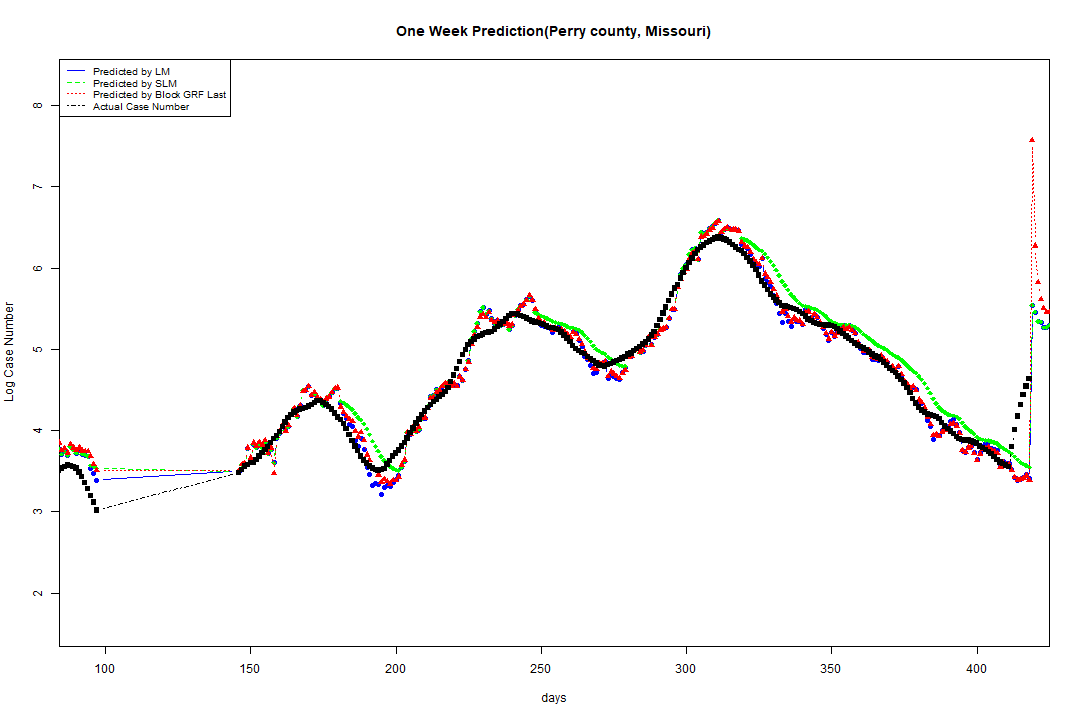 One Week Prediction(Perry county, Missouri)
Predicted by LM
Predicted by SLM
Predicted by Block GRF Last
Actual Case Number
8
7
6
5
4
3
2
Log Case Number
100 150 200 250 300 350 400
days